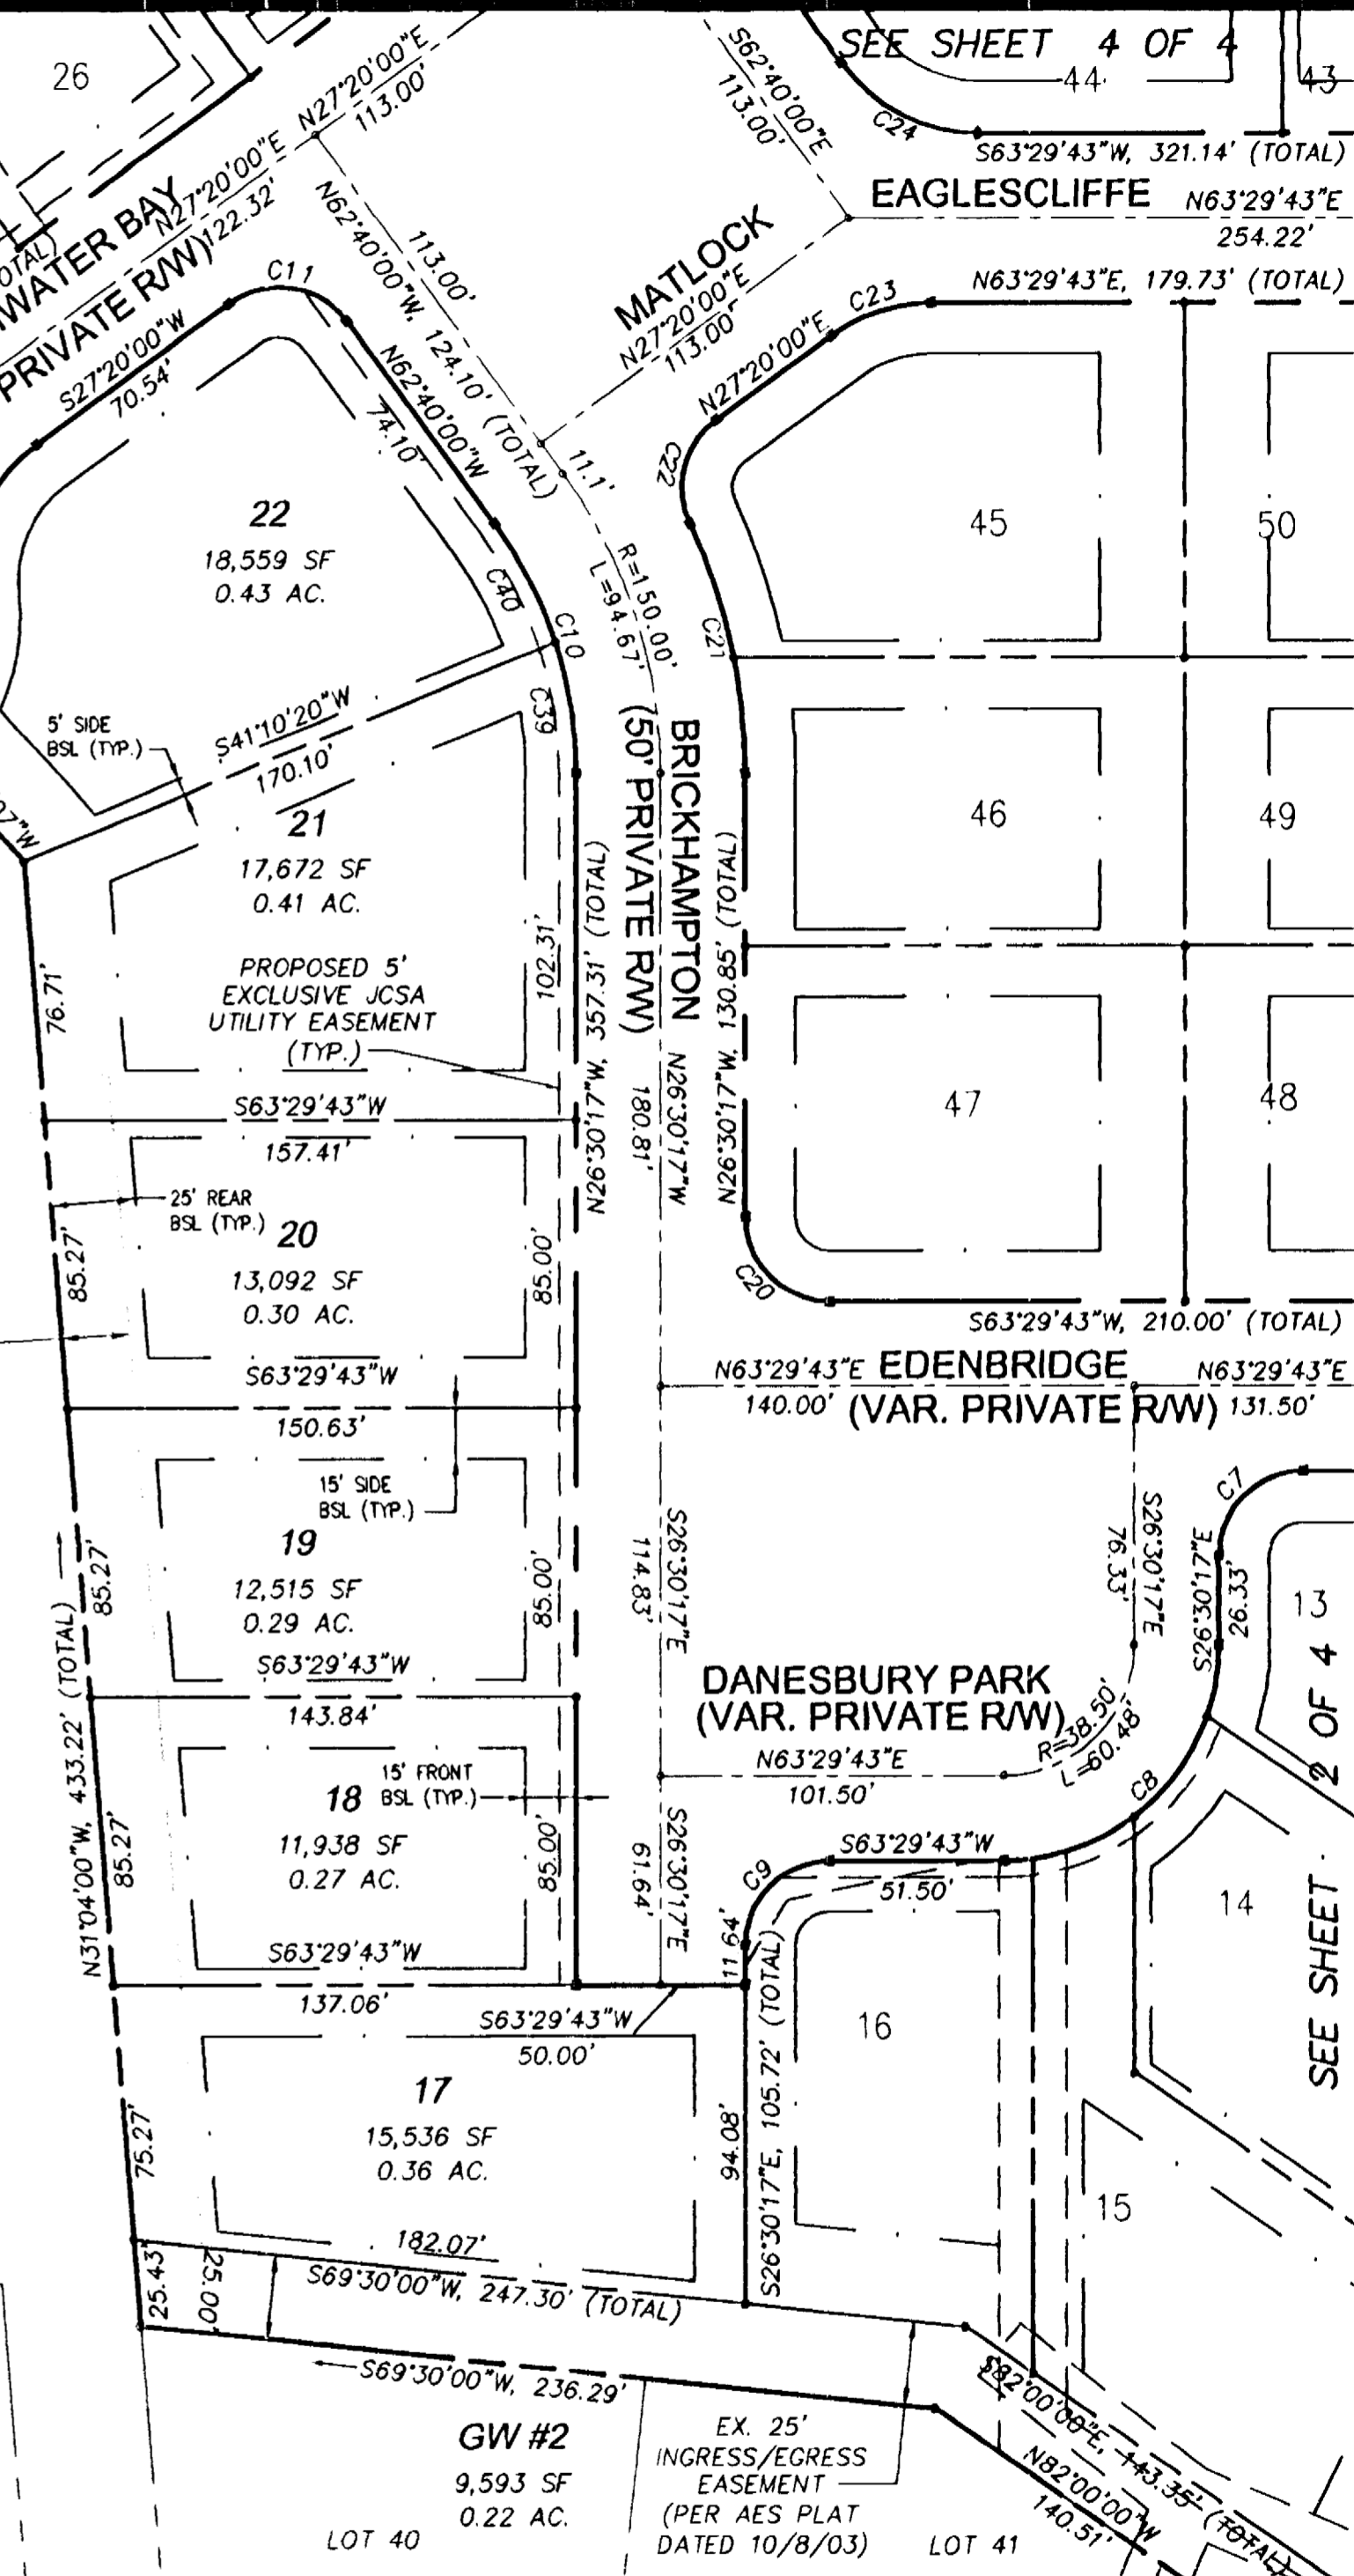 SEE SHEET 4 OF 4
26
44
43
N27°20'00"E
113.00'
S62°40'00"E
113.00'
C24
S63°29'43"W, 321.14' (TOTAL)
EAGLESCLIFFE
N63°29'43"E
254.22'
N63°29'43"E, 179.73' (TOTAL)
N27°20'00"E
122.32'
WATER BAY
PRIVATE R/W)
C11
N62°40'00"W, 124.10' (TOTAL)
113.00'
11.1'
MATLOCK
N27°20'00"E
113.00'
C23
N27°20'00"E
C22
S27°20'00"W
70.54'
N62°40'00"W
74.10'
22
18,559 SF
0.43 AC.
C40
C10
C39
R=150.00'
L=94.67'
C21
45
50
5' SIDE
BSL (TYP.)
S41°10'20"W
170.10'
21
17,672 SF
0.41 AC.
BRICKHAMPTON
(50' PRIVATE R/W)
46
49
76.71'
PROPOSED 5'
EXCLUSIVE JCSA
UTILITY EASEMENT
(TYP.)
102.31'
N26°30'17"W, 357.31' (TOTAL)
N26°30'17"W
180.81'
N26°30'17"W, 130.85' (TOTAL)
47
48
S63°29'43"W
157.41'
25' REAR
BSL (TYP.)
20
13,092 SF
0.30 AC.
85.27'
85.00'
C20
S63°29'43"W, 210.00' (TOTAL)
S63°29'43"W
150.63'
N63°29'43"E
140.00'
EDENBRIDGE
(VAR. PRIVATE R/W)
N63°29'43"E
131.50'
15' SIDE
BSL (TYP.)
19
12,515 SF
0.29 AC.
85.27'
85.00'
S26°30'17"E
114.83'
S26°30'17"E
76.33'
C7
S26°30'17"E
26.33'
13
N31°04'00"W, 433.22' (TOTAL)
S63°29'43"W
143.84'
DANESBURY PARK
(VAR. PRIVATE R/W)
R=38.50'
L=60.48'
N63°29'43"E
101.50'
15' FRONT
BSL (TYP.)
18
11,938 SF
0.27 AC.
85.27'
85.00'
S26°30'17"E
61.64'
C8
C9
S63°29'43"W
51.50'
11.64'
14
SEE SHEET 2 OF 4
S63°29'43"W
137.06'
S63°29'43"W
50.00'
17
15,536 SF
0.36 AC.
75.27'
94.08'
S26°30'17"E, 105.72' (TOTAL)
16
15
182.07'
S69°30'00"W, 247.30' (TOTAL)
25.43'
25.00'
S69°30'00"W, 236.29'
S82°00'00"E, 143.35' (TOTAL)
N82°00'00"W
140.51'
GW #2
9,593 SF
0.22 AC.
EX. 25'
INGRESS/EGRESS
EASEMENT
(PER AES PLAT
DATED 10/8/03)
LOT 40
LOT 41